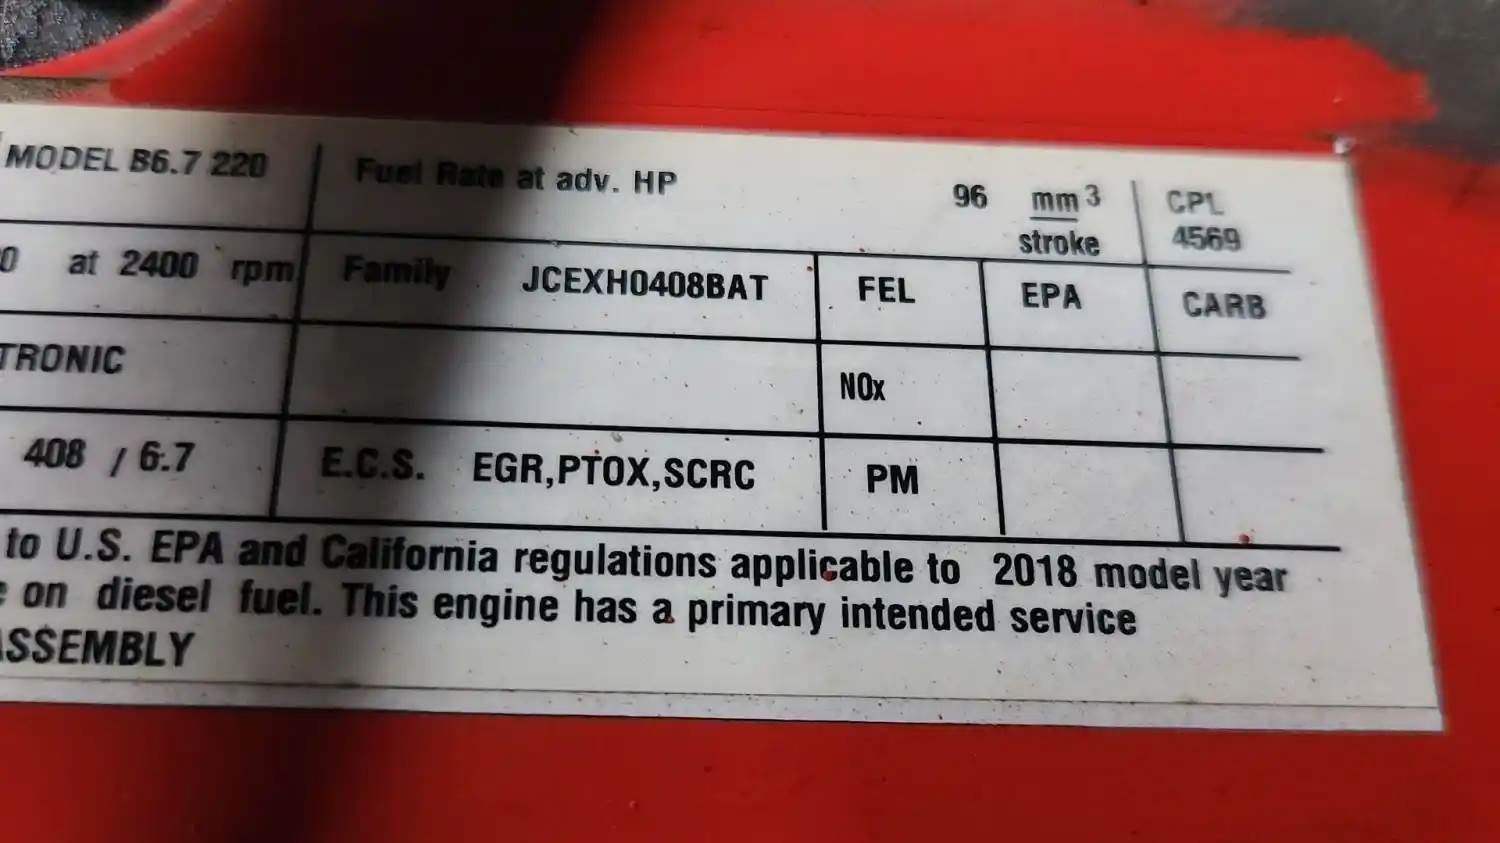 MODEL B6.7 220 Fuel Rate at adv. HP 96 mm3 CPL
stroke 4569
0 at 2400 rpm Family JCEXH0408BAT FEL EPA CARB
TRONIC NOx
408 / 6.7 E.C.S. EGR,PTOX,SCRC PM
to U.S. EPA and California regulations applicable to 2018 model year
on diesel fuel. This engine has a primary intended service
ASSEMBLY